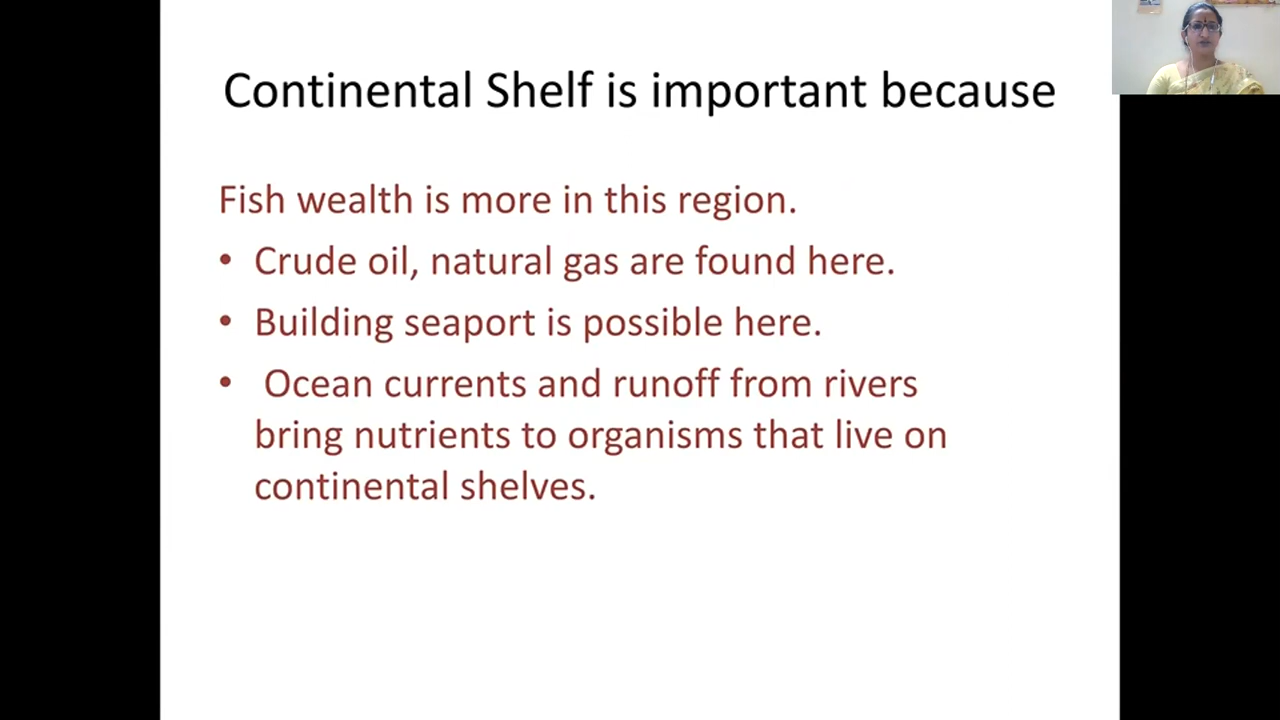 Continental Shelf is important because
Fish wealth is more in this region.
• Crude oil, natural gas are found here.
• Building seaport is possible here.
• Ocean currents and runoff from rivers
bring nutrients to organisms that live on
continental shelves.